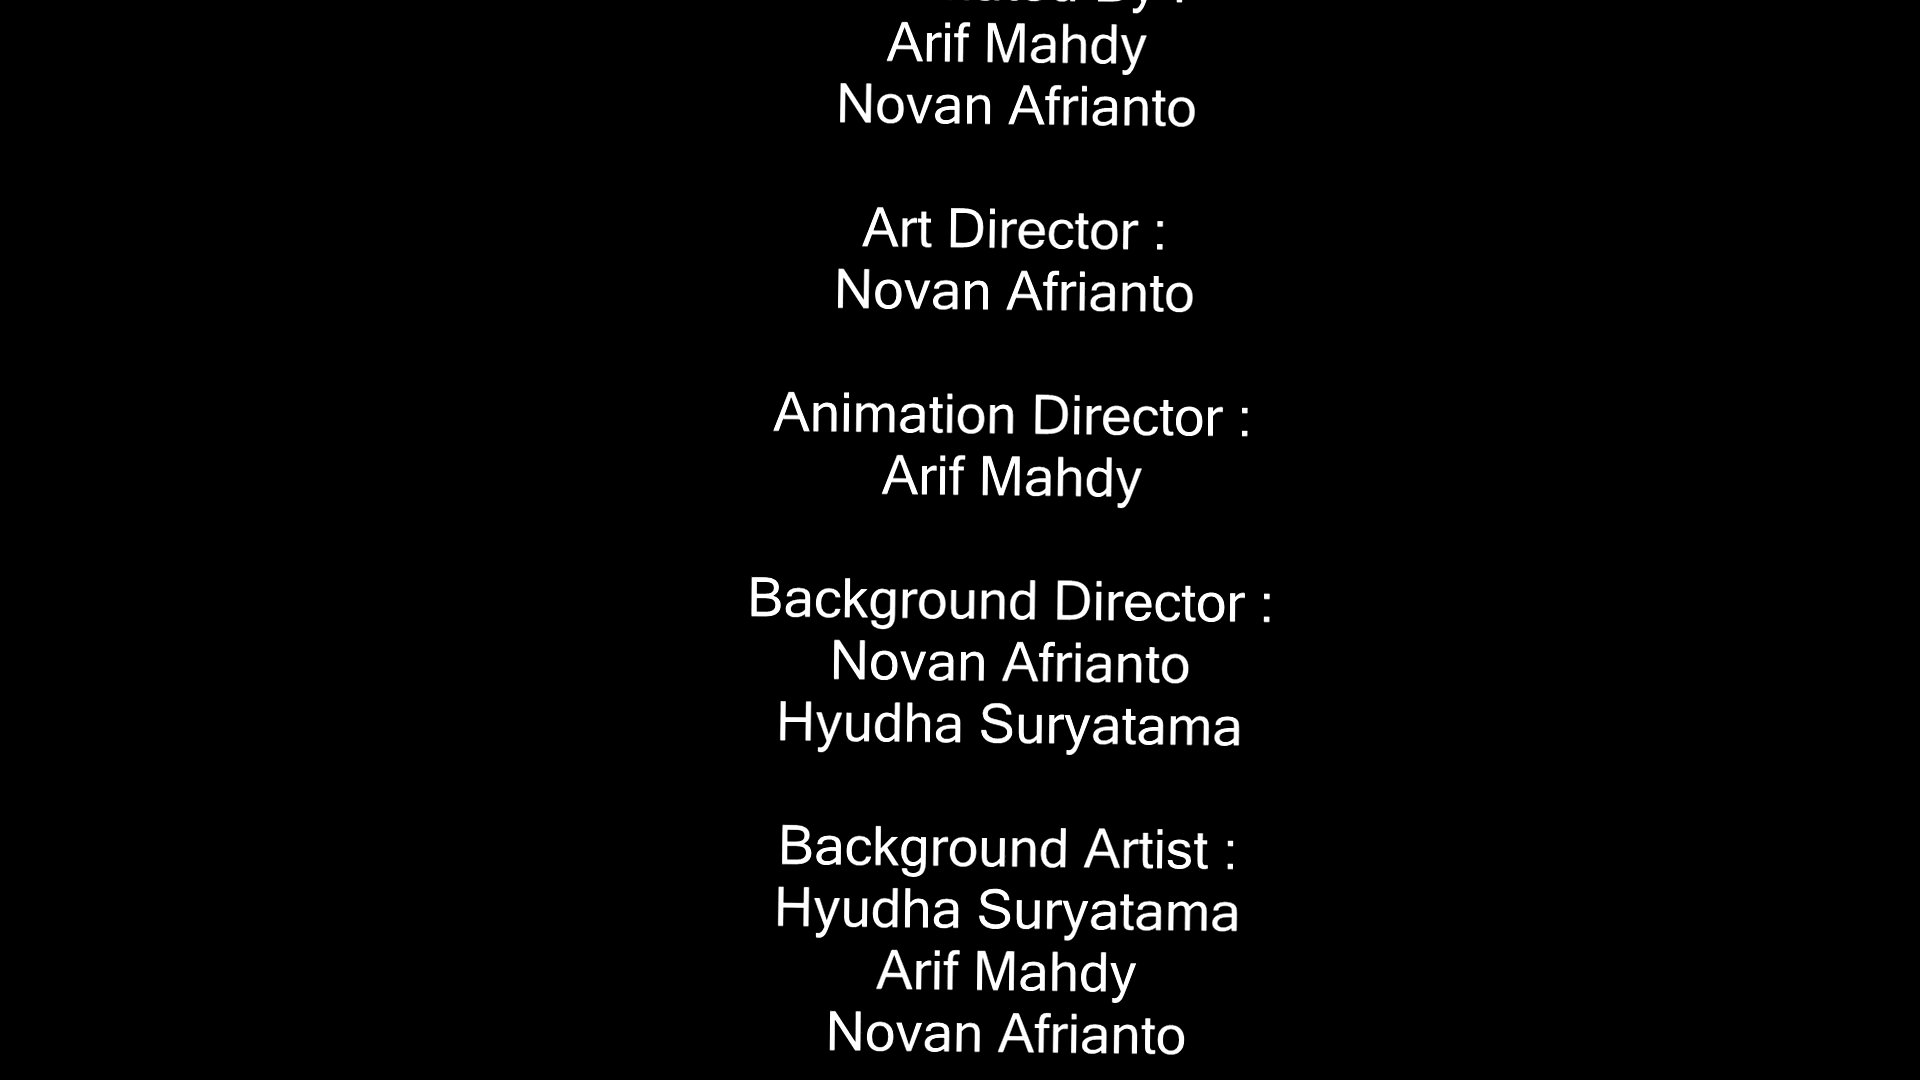 By :
Arif Mahdy
Novan Afrianto
Art Director :
Novan Afrianto
Animation Director :
Arif Mahdy
Background Director :
Novan Afrianto
Hyudha Suryatama
Background Artist :
Hyudha Suryatama
Arif Mahdy
Novan Afrianto